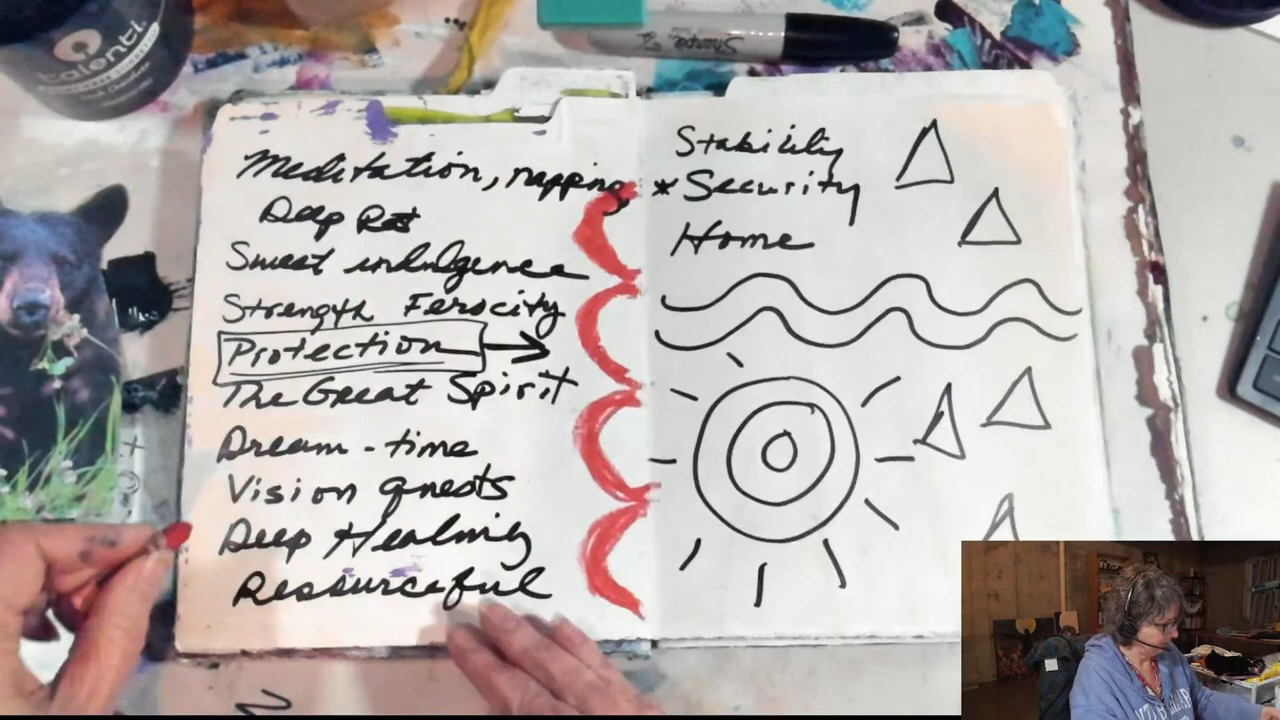 talenti
Sharpie
Meditation, napping
Deep Rest
Sweet indulgence
Strength Ferocity
Protection
The Great Spirit
Dream-time
Vision quests
Deep Healing
Resourceful
Stability
*Security
Home